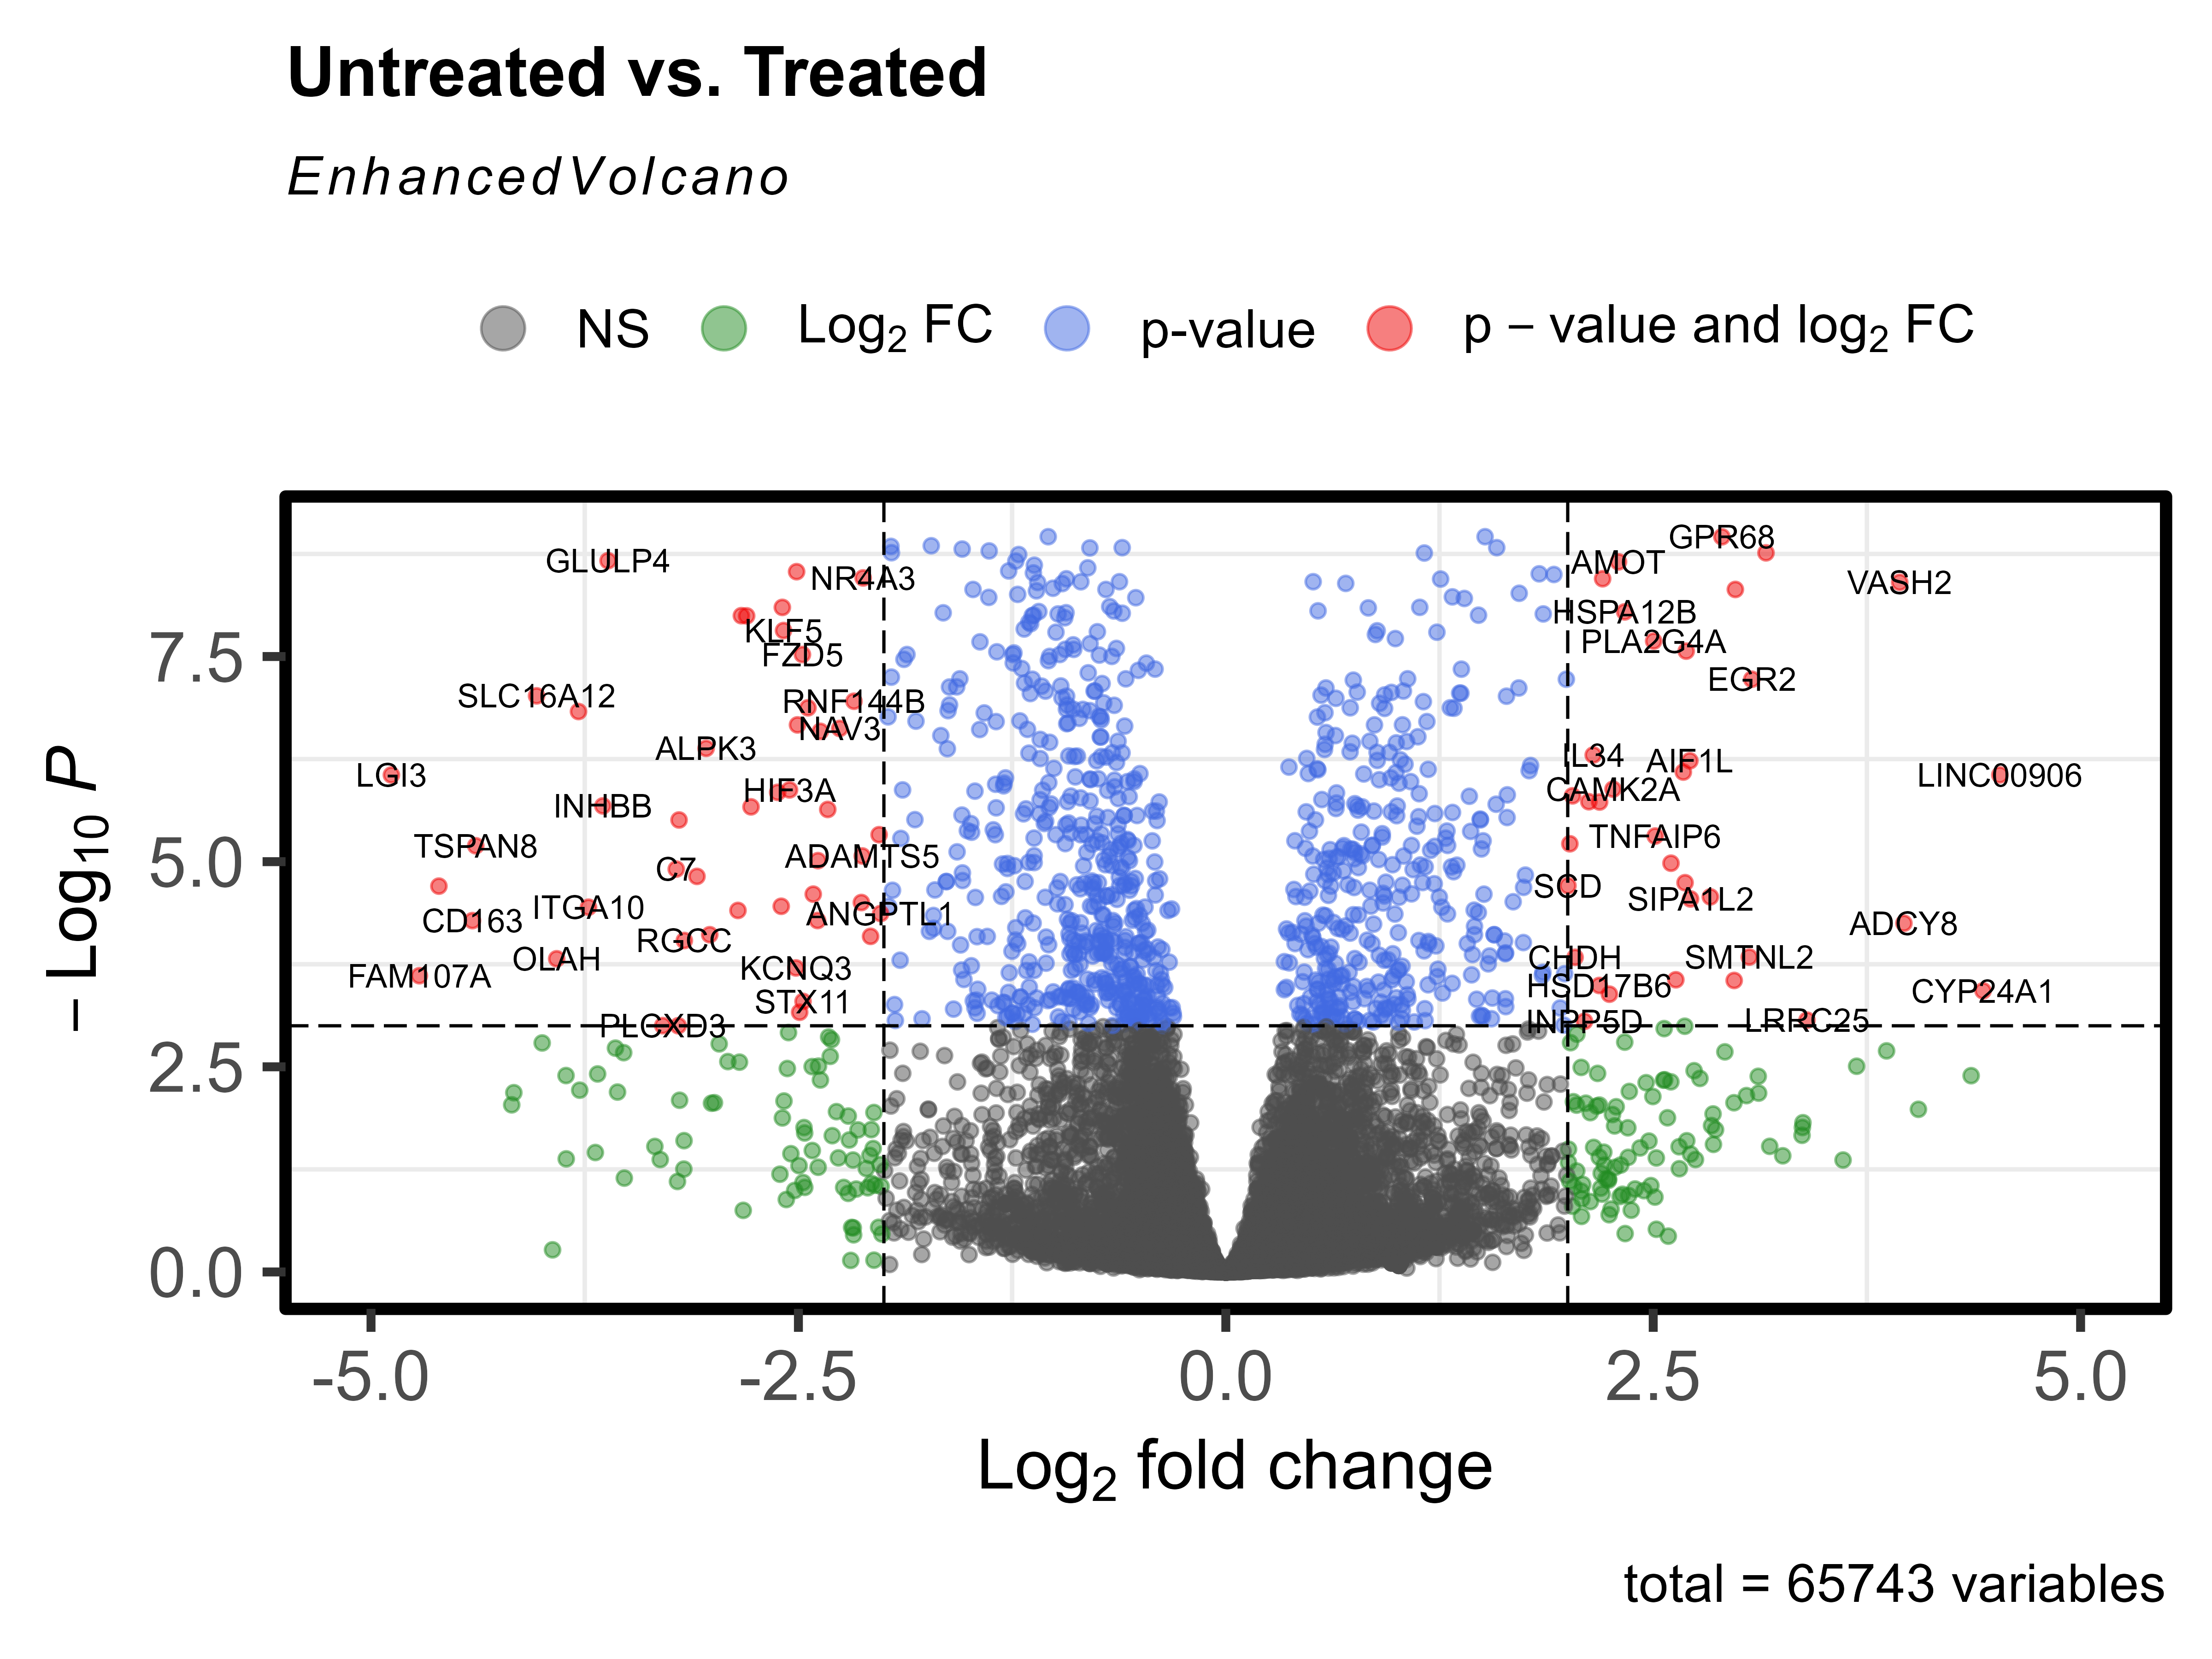 Untreated vs. Treated
EnhancedVolcano
NS Log₂ FC p-value p – value and log₂ FC
– Log₁₀ P
GPR68
GLULP4 AMOT
NR4A3 VASH2
HSPA12B
KLF5 PLA2G4A
FZD5
7.5
EGR2
SLC16A12 RNF144B
NAV3
ALPK3 IL34 AIF1L
LGI3 LINC00906
HIF3A CAMK2A
INHBB
TNFAIP6
TSPAN8 ADAMTS5
5.0
C7 SCD
SIPA1L2
ITGA10 ANGPTL1
CD163 ADCY8
RGCC
OLAH CHDH SMTNL2
KCNQ3
FAM107A HSD17B6
CYP24A1
STX11
PLCXD3 INPP5D LRRC25
2.5
0.0
-5.0 -2.5 0.0 2.5 5.0
Log₂ fold change
total = 65743 variables